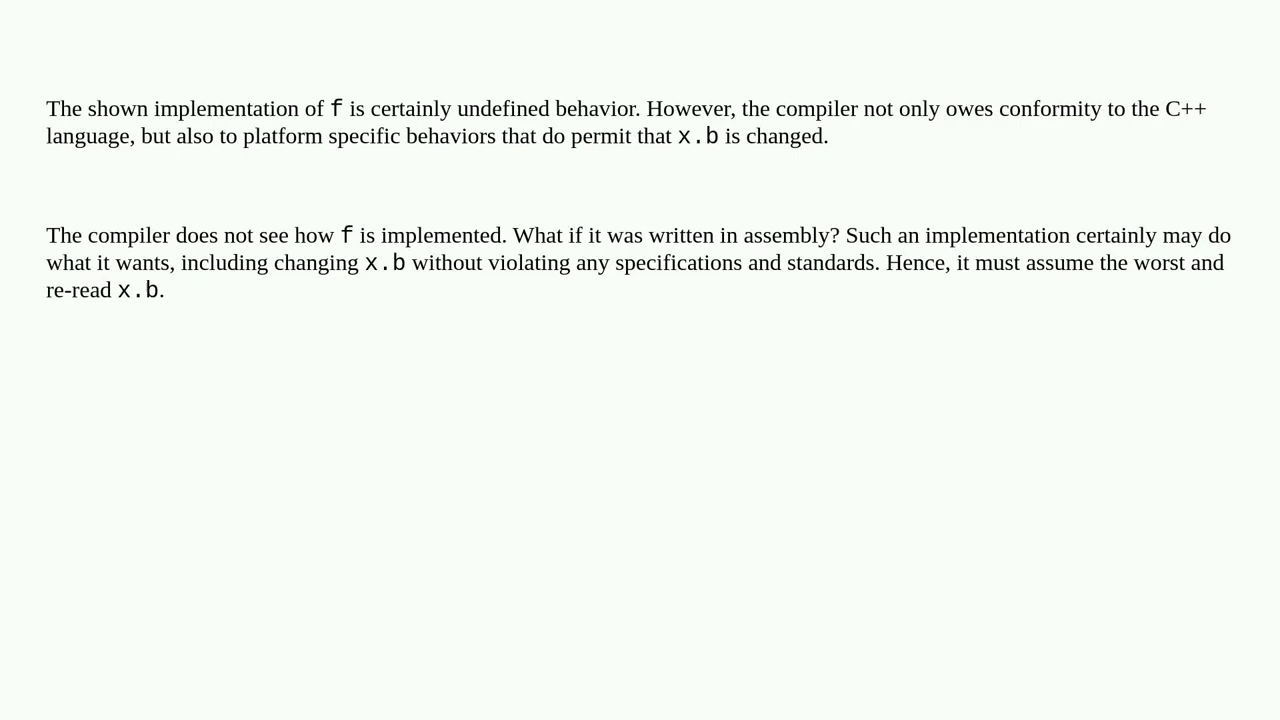 The shown implementation of f is certainly undefined behavior. However, the compiler not only owes conformity to the C++
language, but also to platform specific behaviors that do permit that x.b is changed.
The compiler does not see how f is implemented. What if it was written in assembly? Such an implementation certainly may do
what it wants, including changing x.b without violating any specifications and standards. Hence, it must assume the worst and
re-read x.b.